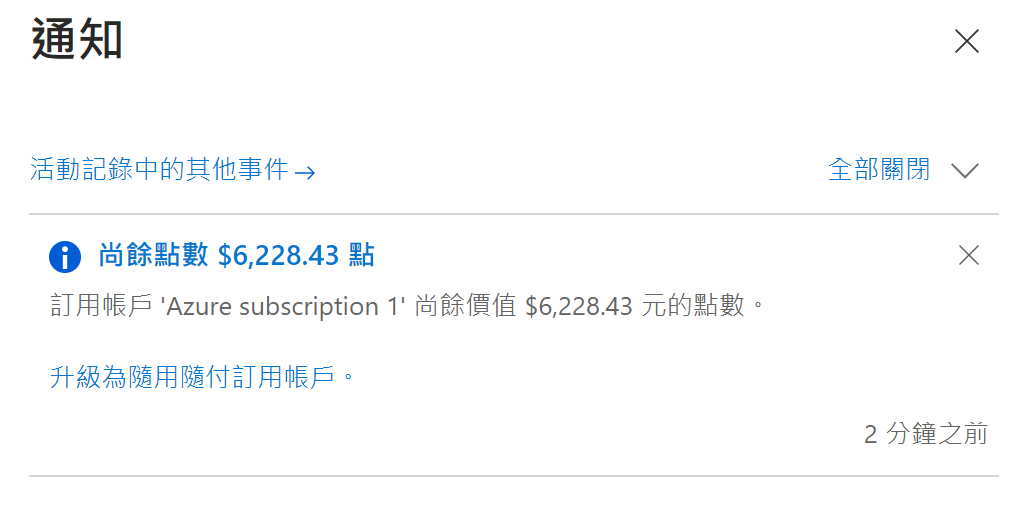 通知
活動記錄中的其他事件→ 全部關閉
尚餘點數 $6,228.43 點
訂用帳戶 'Azure subscription 1' 尚餘價值 $6,228.43 元的點數。
升級為隨用隨付訂用帳戶。
2 分鐘之前